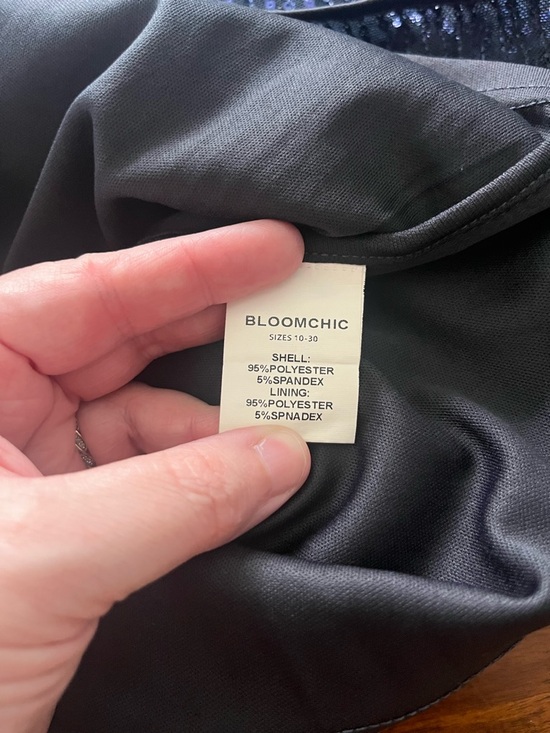 BLOOMCHIC
SIZES 10-30
SHELL:
95%POLYESTER
5%SPANDEX
LINING:
95%POLYESTER
5%SPNADEX